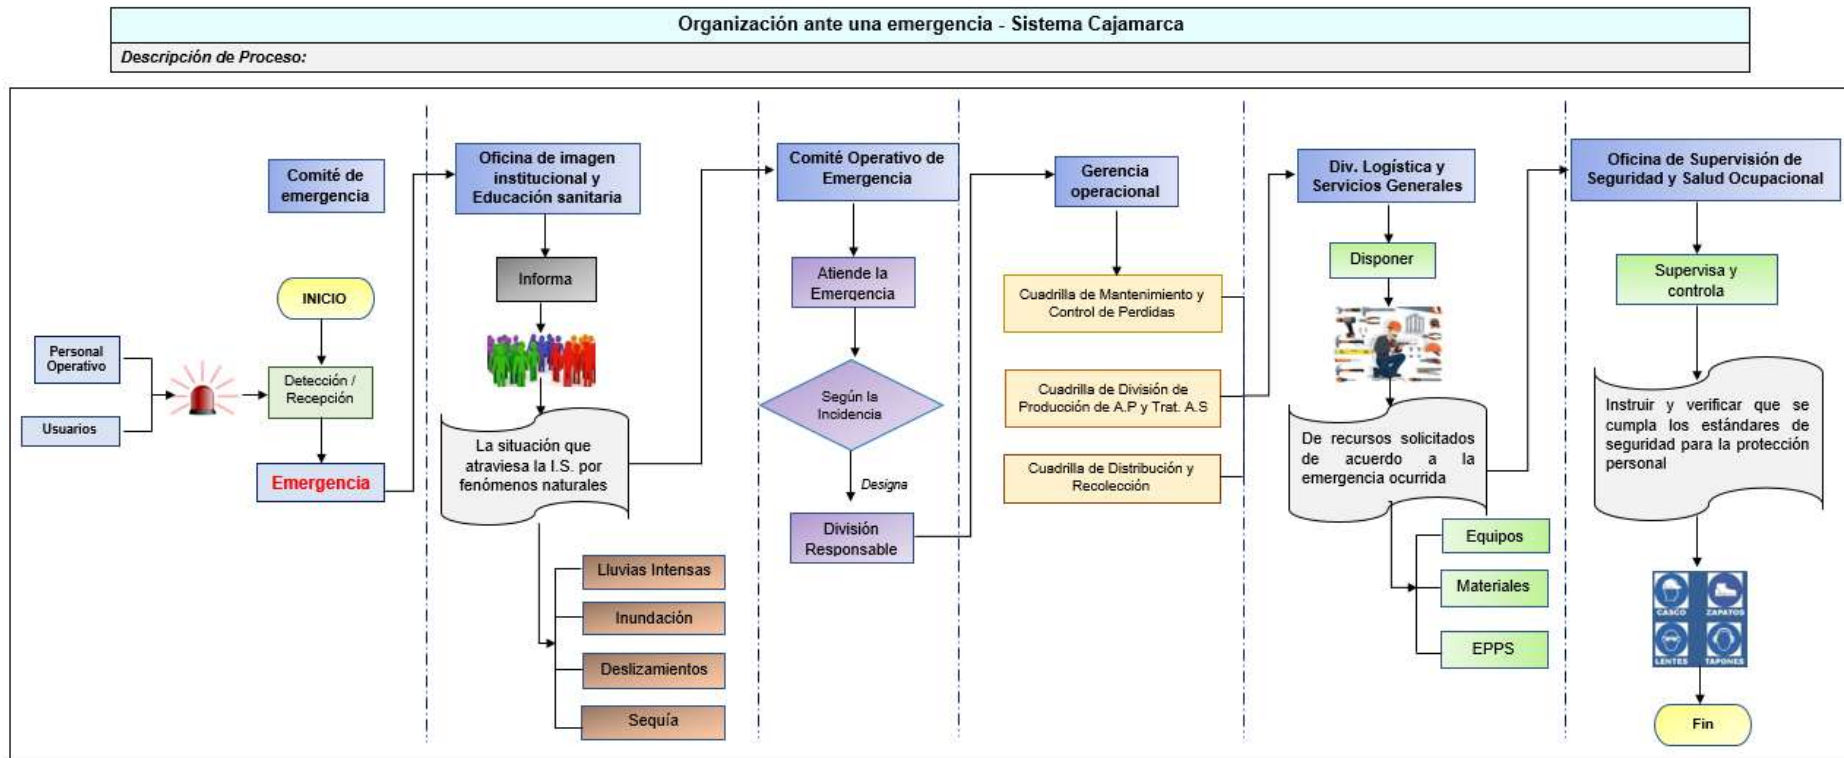 Organización ante una emergencia - Sistema Cajamarca
Descripción de Proceso:
Comité de
emergencia
INICIO
Personal
Operativo
Usuarios
Detección /
Recepción
Emergencia
Oficina de imagen
institucional y
Educación sanitaria
Informa
La situación que
atraviesa la I.S. por
fenómenos naturales
Lluvias Intensas
Inundación
Deslizamientos
Sequía
Comité Operativo de
Emergencia
Atiende la
Emergencia
Según la
Incidencia
Designa
División
Responsable
Gerencia
operacional
Cuadrilla de Mantenimiento y
Control de Perdidas
Cuadrilla de División de
Producción de A.P y Trat. A.S
Cuadrilla de Distribución y
Recolección
Div. Logística y
Servicios Generales
Disponer
De recursos solicitados
de acuerdo a la
emergencia ocurrida
Equipos
Materiales
EPPS
Oficina de Supervisión de
Seguridad y Salud Ocupacional
Supervisa y
controla
Instruir y verificar que se
cumpla los estándares de
seguridad para la protección
personal
CASCO ZAPATOS
LENTES TAPONES
Fin